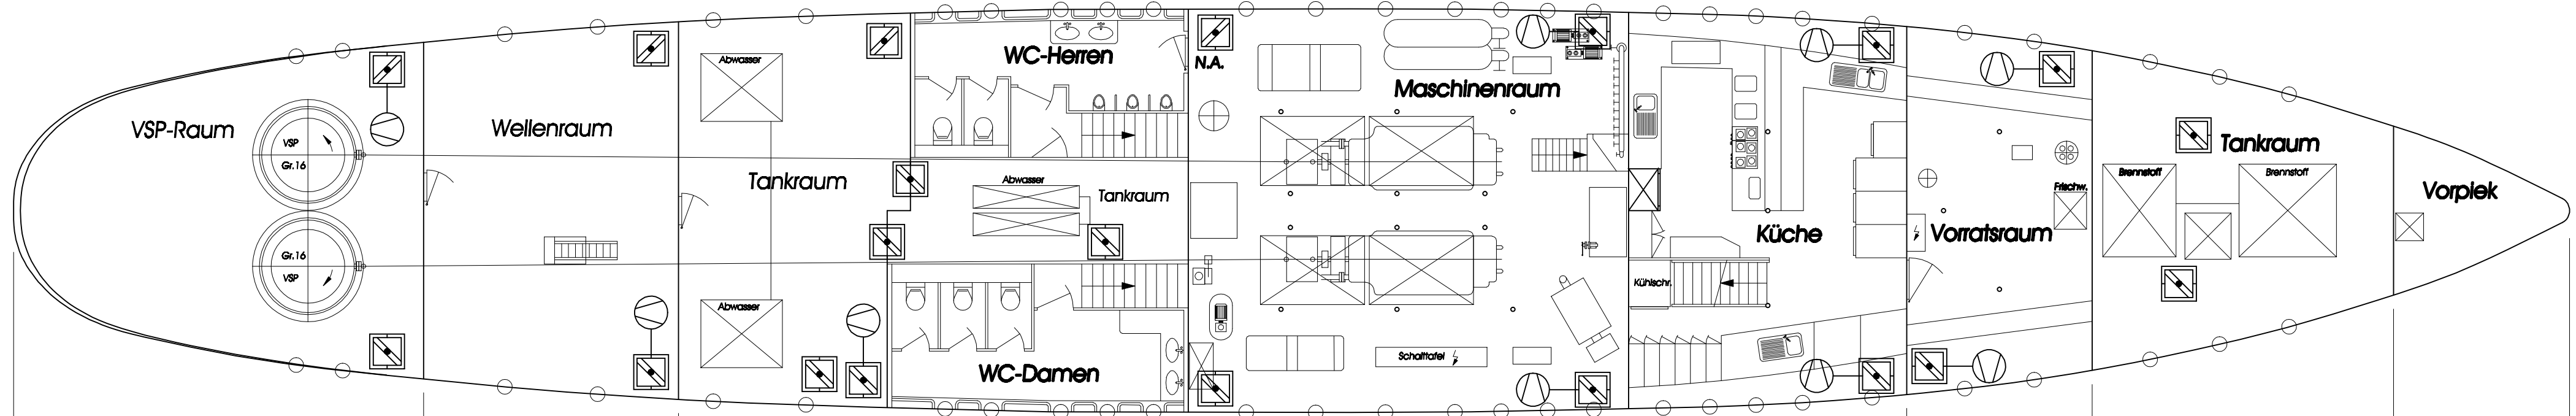 VSP-Raum
VSP
Gr.16
Gr.16
VSP
Wellenraum
Abwasser
Tankraum
Abwasser
WC-Herren
Abwasser
Tankraum
WC-Damen
N.A.
Maschinenraum
Schalttafel
Küche
Kühlschr.
Vorratsraum
Frischw.
Tankraum
Brennstoff
Brennstoff
Vorpiek